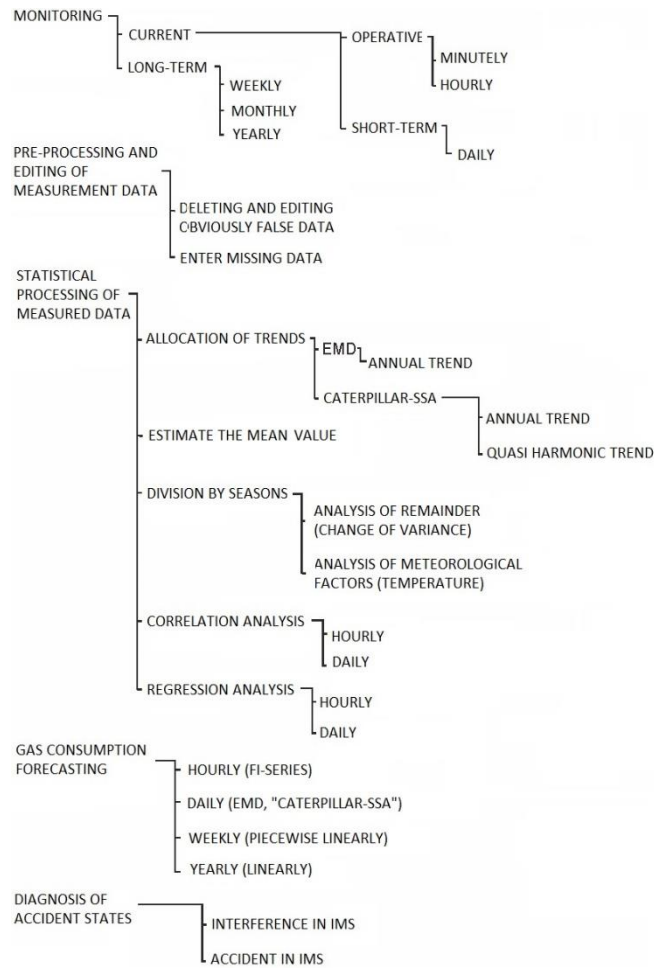 MONITORING
CURRENT
OPERATIVE
MINUTELY
HOURLY
LONG-TERM
WEEKLY
MONTHLY
YEARLY
SHORT-TERM
DAILY
PRE-PROCESSING AND
EDITING OF
MEASUREMENT DATA
DELETING AND EDITING
OBVIOUSLY FALSE DATA
ENTER MISSING DATA
STATISTICAL
PROCESSING OF
MEASURED DATA
ALLOCATION OF TRENDS
EMD
ANNUAL TREND
CATERPILLAR-SSA
ANNUAL TREND
QUASI HARMONIC TREND
ESTIMATE THE MEAN VALUE
DIVISION BY SEASONS
ANALYSIS OF REMAINDER
(CHANGE OF VARIANCE)
ANALYSIS OF METEOROLOGICAL
FACTORS (TEMPERATURE)
CORRELATION ANALYSIS
HOURLY
DAILY
REGRESSION ANALYSIS
HOURLY
DAILY
GAS CONSUMPTION
FORECASTING
HOURLY (FI-SERIES)
DAILY (EMD, "CATERPILLAR-SSA")
WEEKLY (PIECEWISE LINEARLY)
YEARLY (LINEARLY)
DIAGNOSIS OF
ACCIDENT STATES
INTERFERENCE IN IMS
ACCIDENT IN IMS